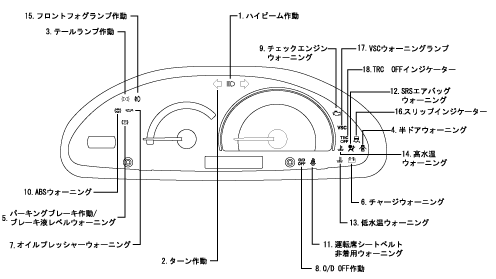 15. フロントフォグランプ作動
1. ハイビーム作動
3. テールランプ作動
9. チェックエンジン
ウォーニング
17. VSCウォーニングランプ
18.TRC OFFインジケーター
12. SRSエアバッグ
ウォーニング
16.スリップインジケーター
4. 半ドアウォーニング
14. 高水温
ウォーニング
VSC
TRC
OFF
10. ABSウォーニング
5. パーキングブレーキ作動/
ブレーキ液レベルウォーニング
7. オイルプレッシャーウォーニング
2. ターン作動
O/D
OFF
6. チャージウォーニング
13. 低水温ウォーニング
11. 運転席シートベルト
非着用ウォーニング
8. O/D OFF作動